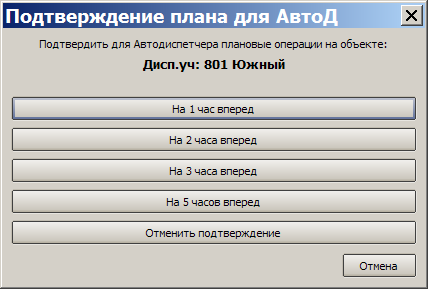 Подтверждение плана для АвтоД
Подтвердить для Автодиспетчера плановые операции на объекте:
Дисп.уч: 801 Южный
На 1 час вперед
На 2 часа вперед
На 3 часа вперед
На 5 часов вперед
Отменить подтверждение
Отмена